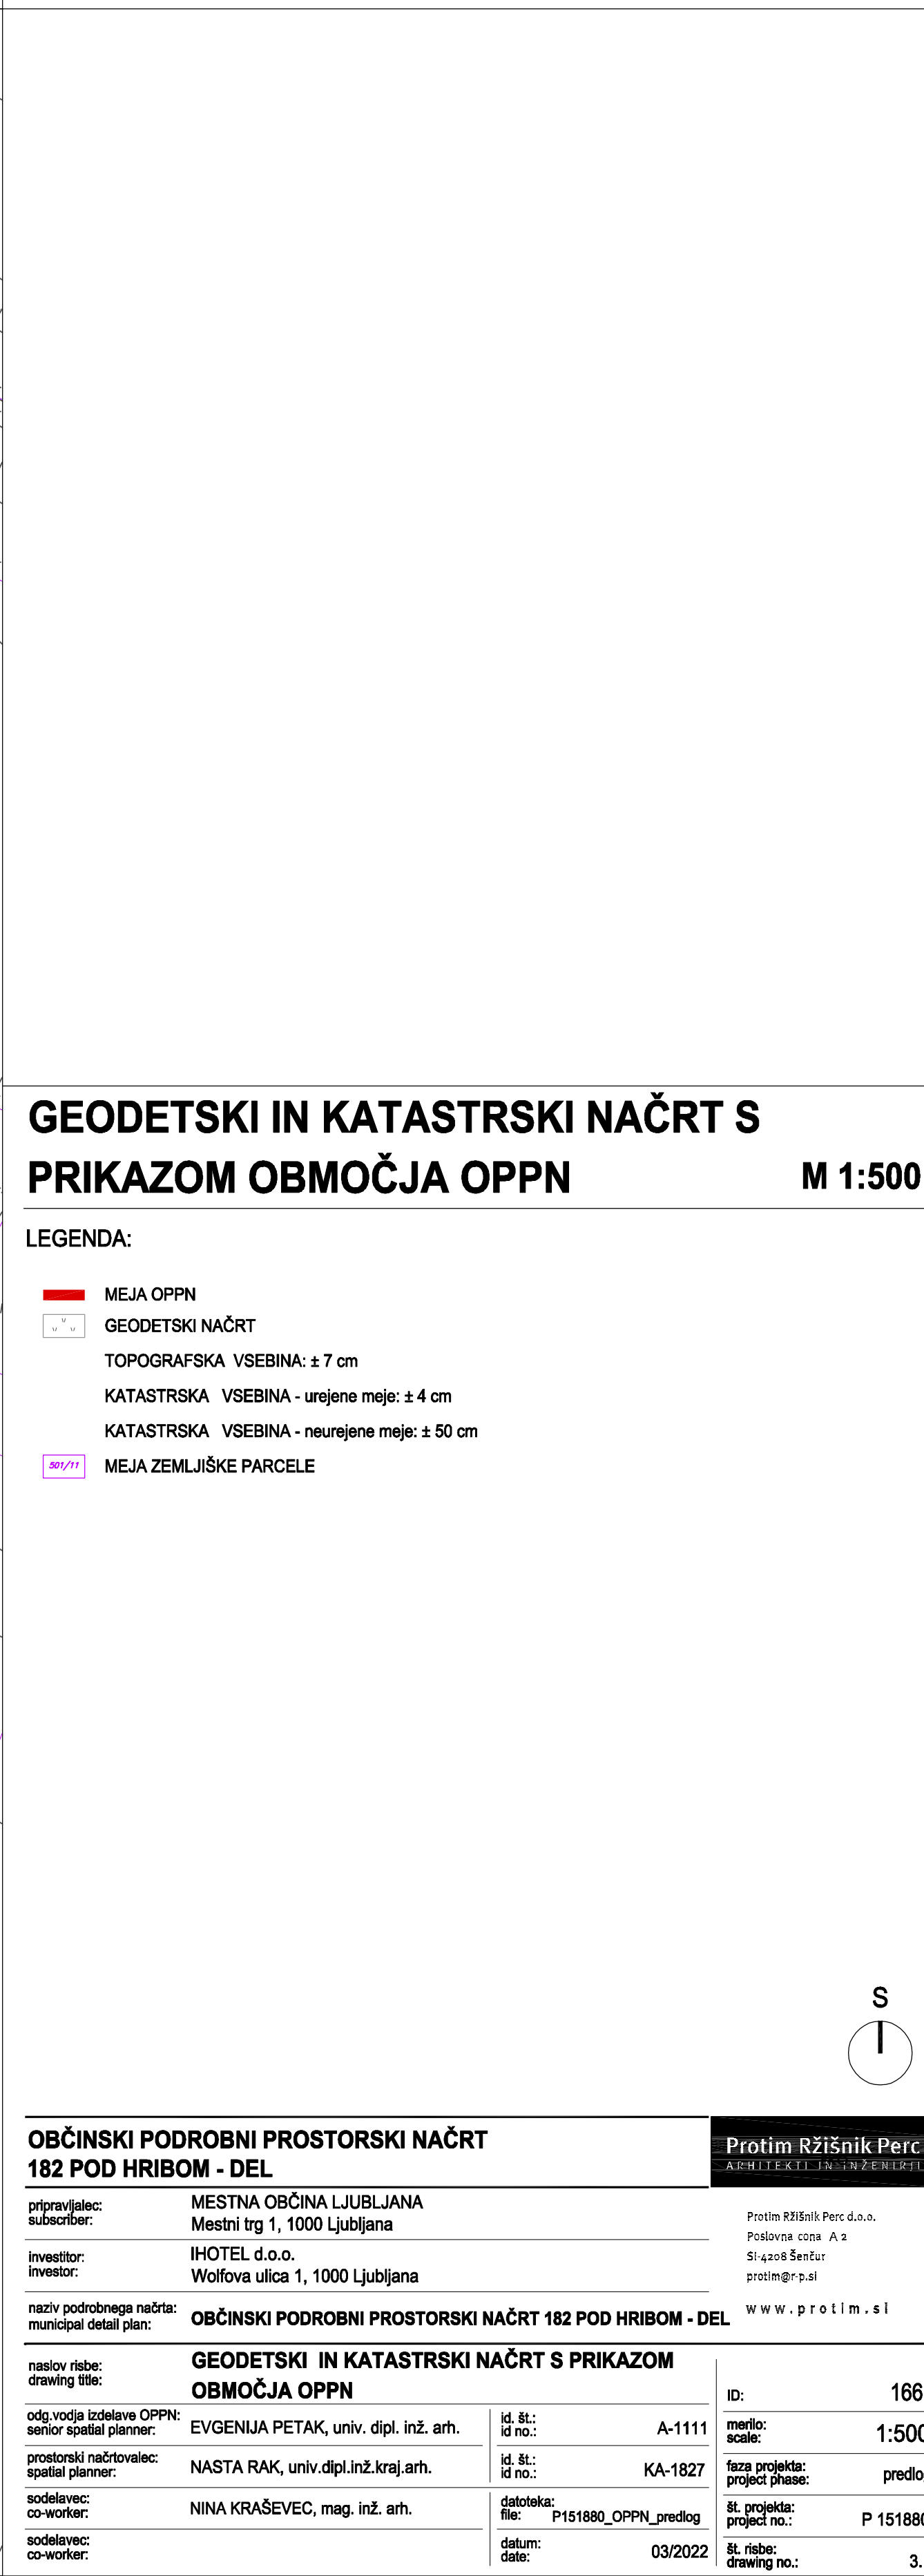 GEODETSKI IN KATASTRSKI NAČRT S
PRIKAZOM OBMOČJA OPPN M 1:500
LEGENDA:
MEJA OPPN
GEODETSKI NAČRT
TOPOGRAFSKA VSEBINA: ± 7 cm
KATASTRSKA VSEBINA - urejene meje: ± 4 cm
KATASTRSKA VSEBINA - neurejene meje: ± 50 cm
501/11 MEJA ZEMLJIŠKE PARCELE
S
OBČINSKI PODROBNI PROSTORSKI NAČRT
182 POD HRIBOM - DEL
Protim Ržišnik Perc
ARHITEKTI IN INŽENIRJI
pripravljalec:
subscriber:
MESTNA OBČINA LJUBLJANA
Mestni trg 1, 1000 Ljubljana
investitor:
investor:
IHOTEL d.o.o.
Wolfova ulica 1, 1000 Ljubljana
Protim Ržišnik Perc d.o.o.
Poslovna cona A 2
SI-4208 Šenčur
protim@r-p.si
www.protim.si
naziv podrobnega načrta:
municipal detail plan:
OBČINSKI PODROBNI PROSTORSKI NAČRT 182 POD HRIBOM - DEL
naslov risbe:
drawing title:
GEODETSKI IN KATASTRSKI NAČRT S PRIKAZOM
OBMOČJA OPPN
ID: 166
odg.vodja izdelave OPPN:
senior spatial planner:
EVGENIJA PETAK, univ. dipl. inž. arh.
id. št.:
id no.:
A-1111
merilo:
scale:
1:500
prostorski načrtovalec:
spatial planner:
NASTA RAK, univ.dipl.inž.kraj.arh.
id. št.:
id no.:
KA-1827
faza projekta:
project phase:
predlo
sodelavec:
co-worker:
NINA KRAŠEVEC, mag. inž. arh.
datoteka:
file:
P151880_OPPN_predlog
št. projekta:
project no.:
P 151880
sodelavec:
co-worker:
datum:
date:
03/2022
št. risbe:
drawing no.:
3.